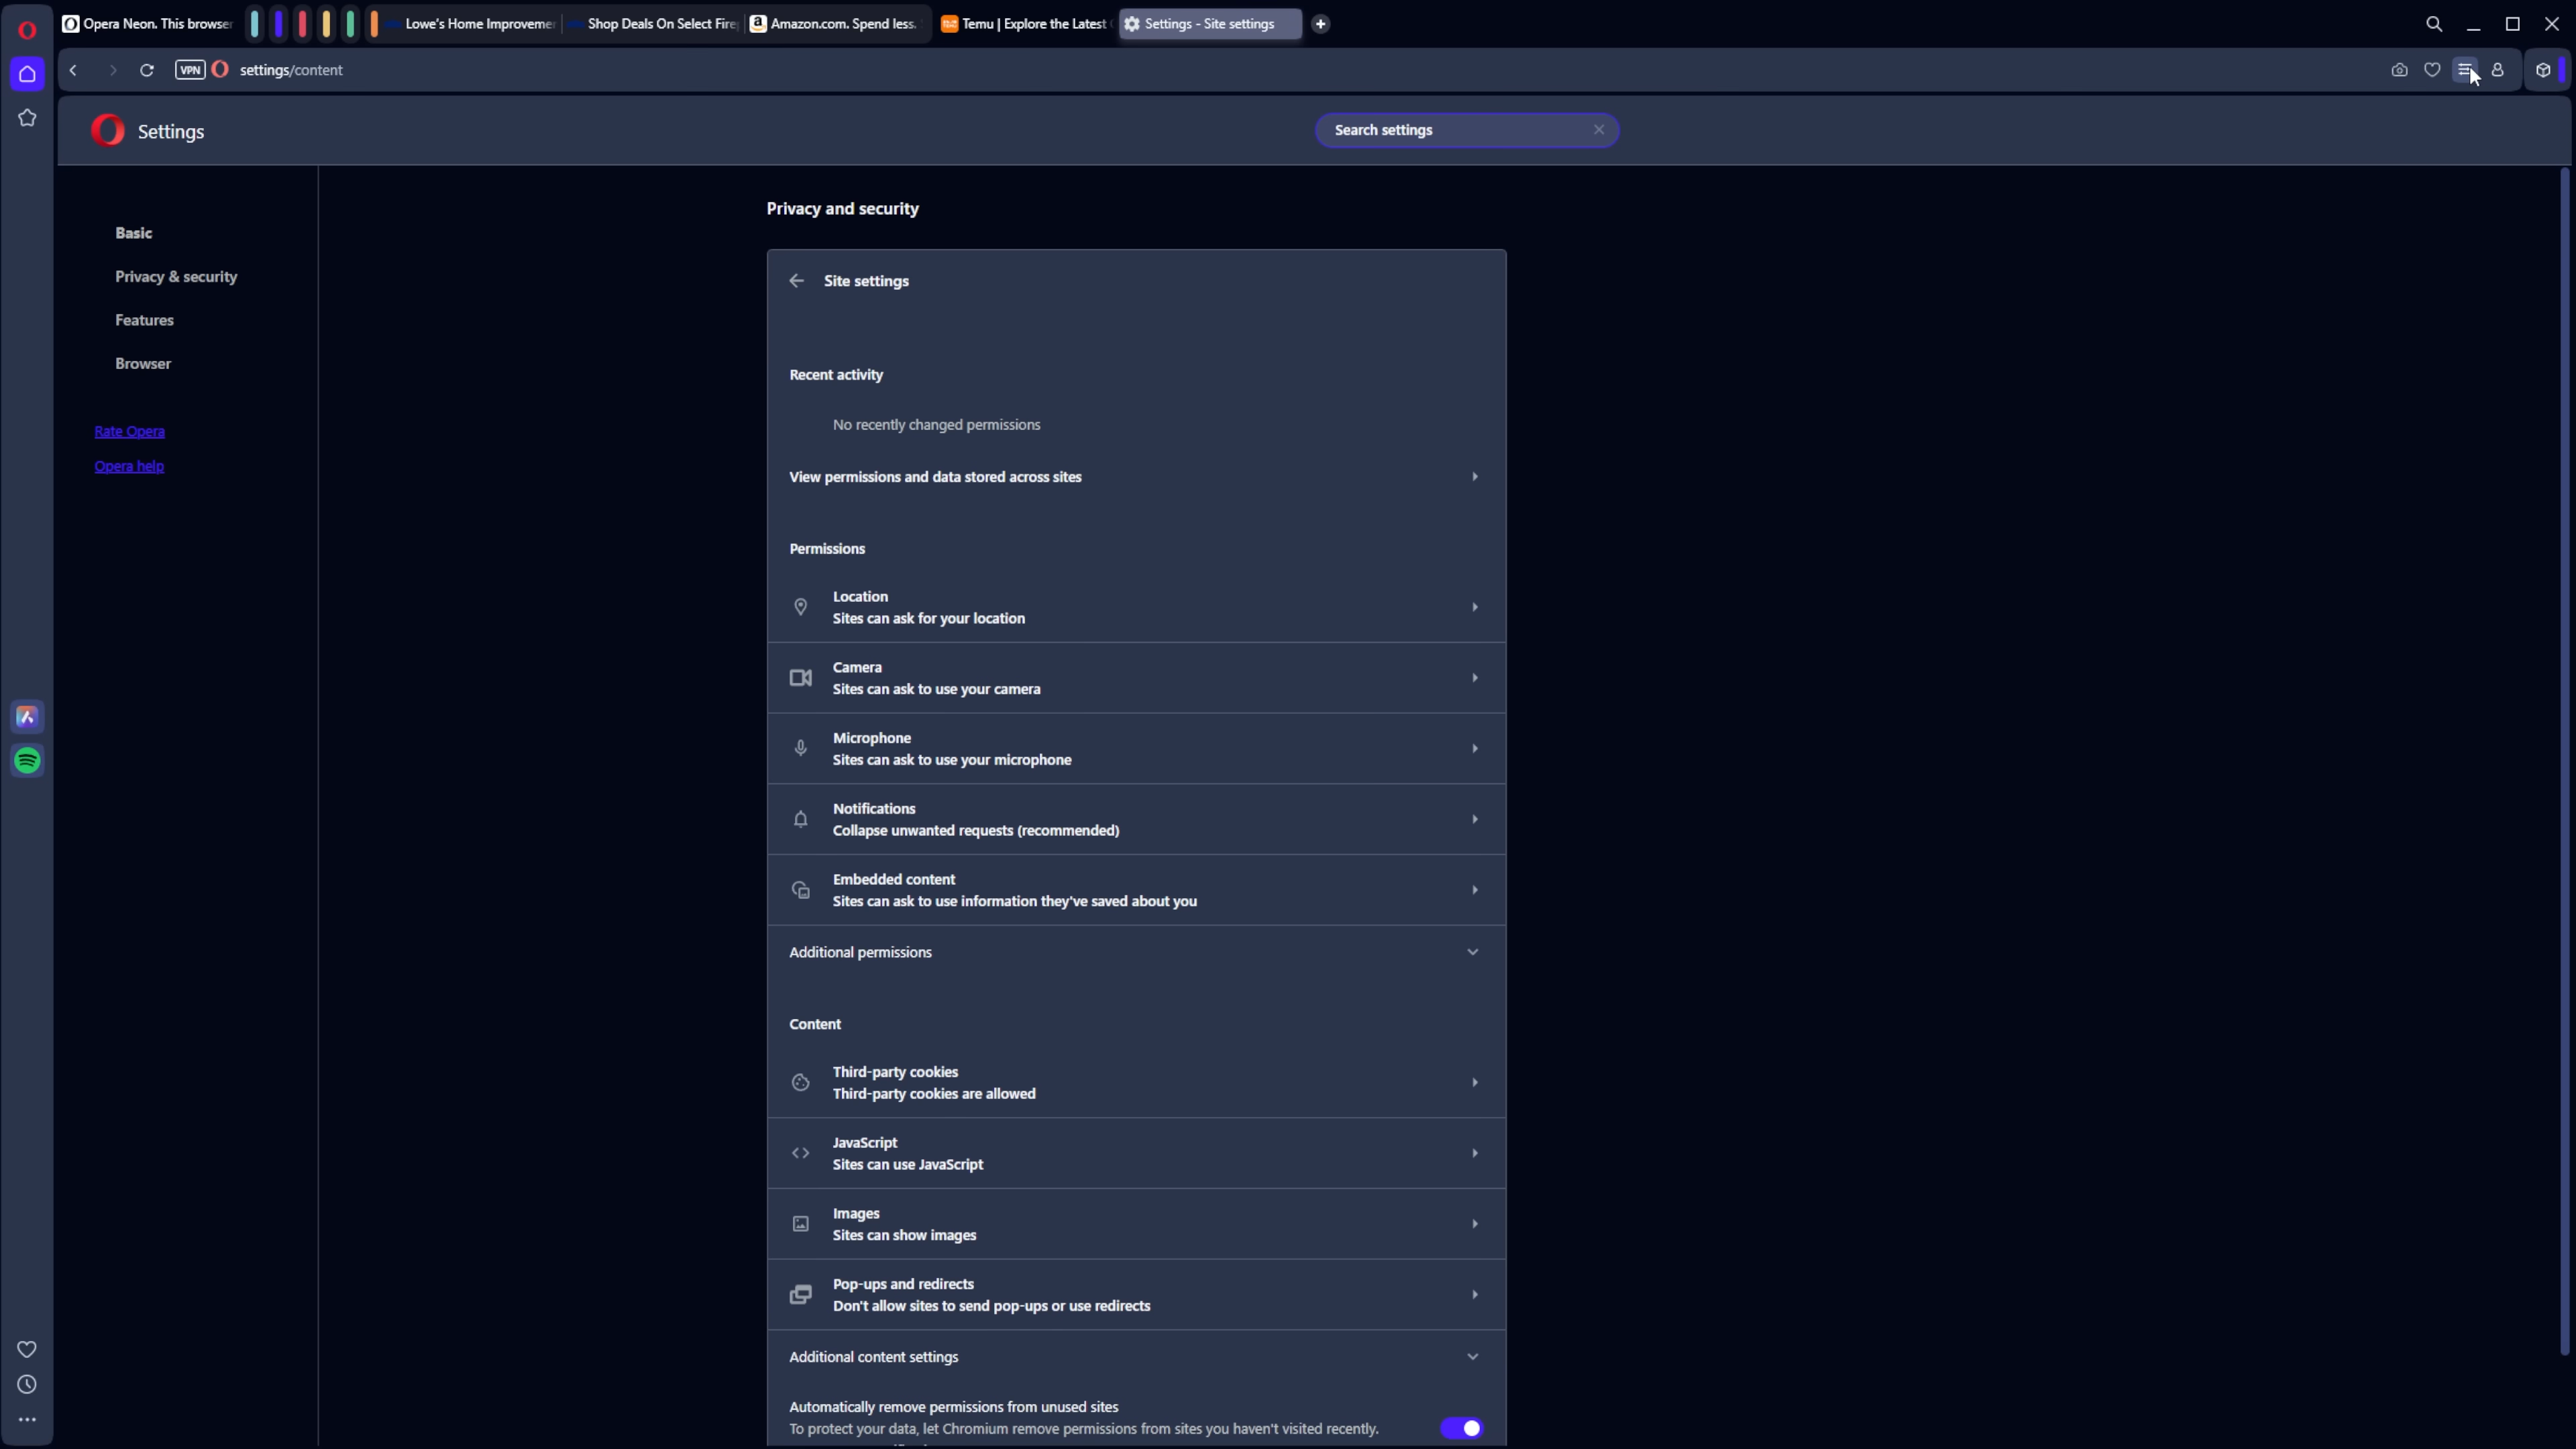 Opera Neon. This browser
Lowe's Home Improvemen
Shop Deals On Select Fire
Amazon.com. Spend less.
Temu | Explore the Latest
Settings - Site settings
VPN
settings/content
Settings
Search settings
Basic
Privacy & security
Features
Browser
Rate Opera
Opera help
Privacy and security
Site settings
Recent activity
No recently changed permissions
View permissions and data stored across sites
Permissions
Location
Sites can ask for your location
Camera
Sites can ask to use your camera
Microphone
Sites can ask to use your microphone
Notifications
Collapse unwanted requests (recommended)
Embedded content
Sites can ask to use information they've saved about you
Additional permissions
Content
Third-party cookies
Third-party cookies are allowed
JavaScript
Sites can use JavaScript
Images
Sites can show images
Pop-ups and redirects
Don't allow sites to send pop-ups or use redirects
Additional content settings
Automatically remove permissions from unused sites
To protect your data, let Chromium remove permissions from sites you haven't visited recently.